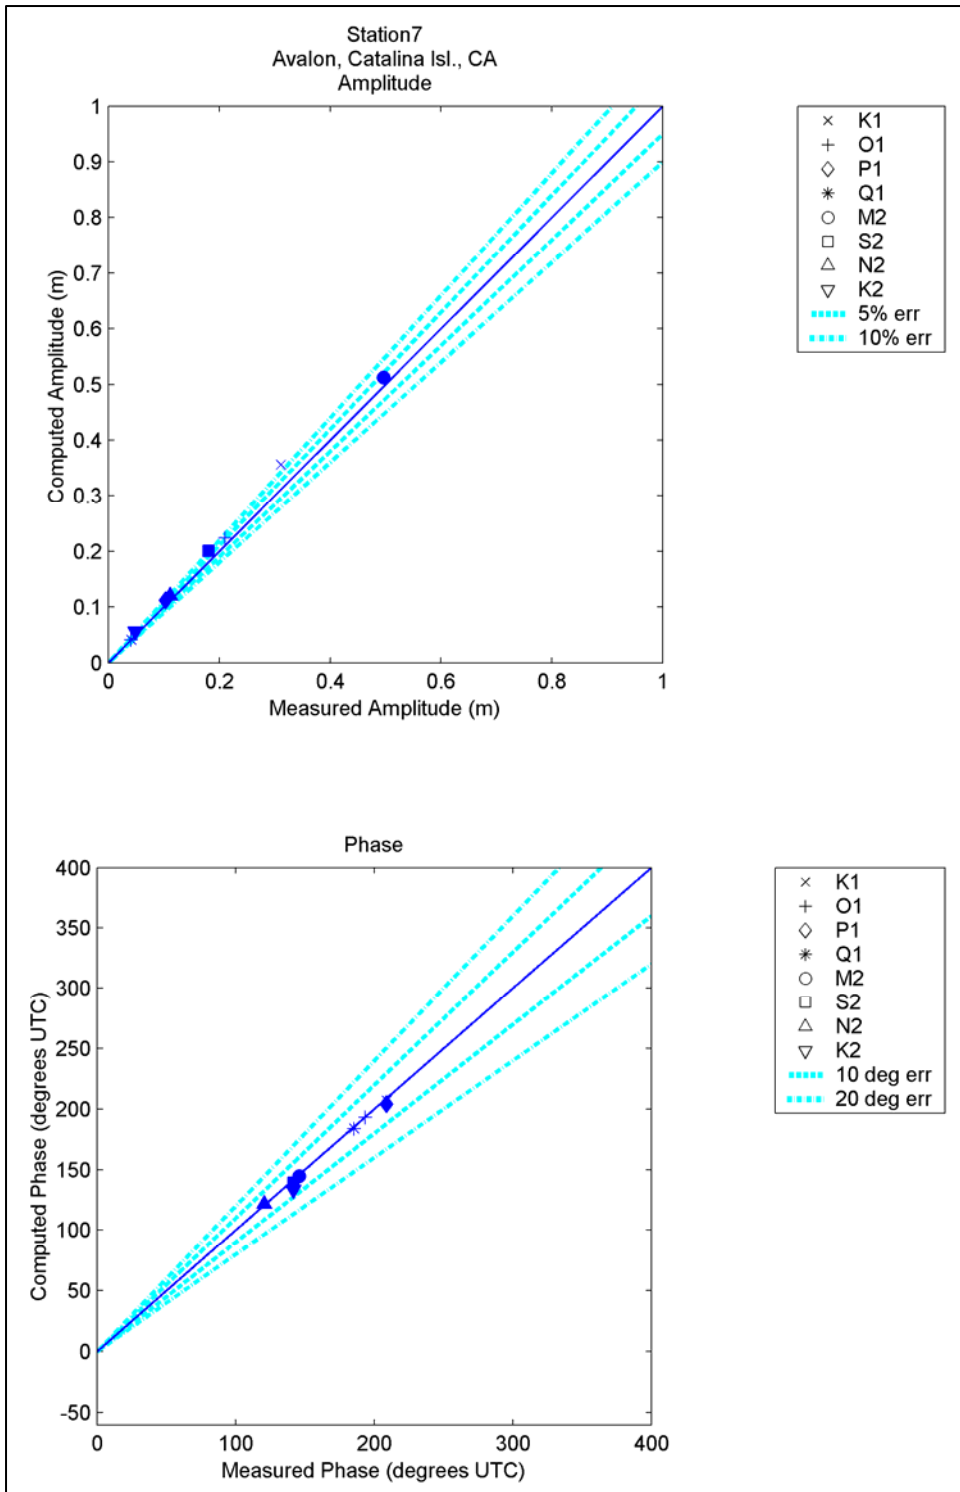 Station7
Avalon, Catalina Isl., CA
Amplitude
1
0.9
0.8
0.7
0.6
0.5
0.4
0.3
0.2
0.1
0
Computed Amplitude (m)
0
0.2
0.4
0.6
0.8
1
Measured Amplitude (m)
K1
O1
P1
Q1
M2
S2
N2
K2
5% err
10% err
Phase
400
350
300
250
200
150
100
50
0
-50
Computed Phase (degrees UTC)
0
100
200
300
400
Measured Phase (degrees UTC)
K1
O1
P1
Q1
M2
S2
N2
K2
10 deg err
20 deg err